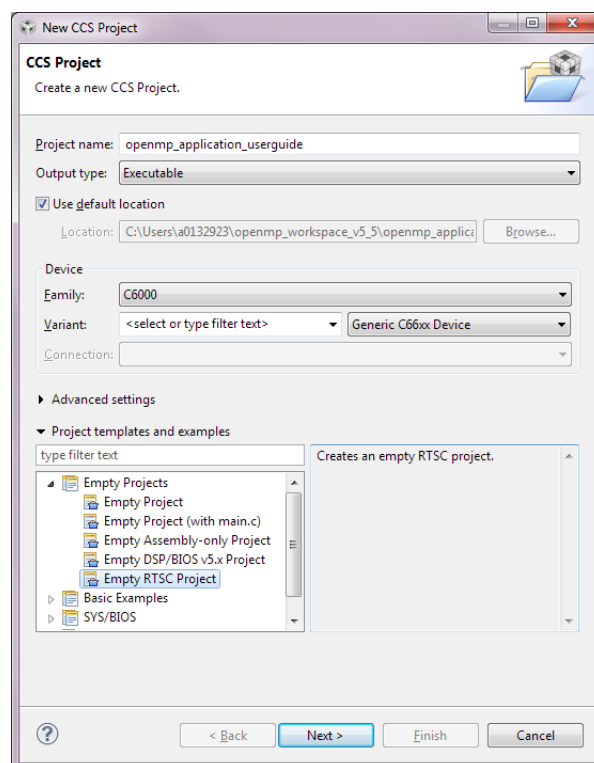 New CCS Project
CCS Project
Create a new CCS Project.
Project name: openmp_application_userguide
Output type: Executable
Use default location
Location: C:\Users\a0132923\openmp_workspace_v5_5\openmp_applica Browse...
Device
Family: C6000
Variant: <select or type filter text> Generic C66xx Device
Connection:
Advanced settings
Project templates and examples
type filter text Creates an empty RTSC project.
Empty Projects
Empty Project
Empty Project (with main.c)
Empty Assembly-only Project
Empty DSP/BIOS v5.x Project
Empty RTSC Project
Basic Examples
SYS/BIOS
? < Back Next > Finish Cancel